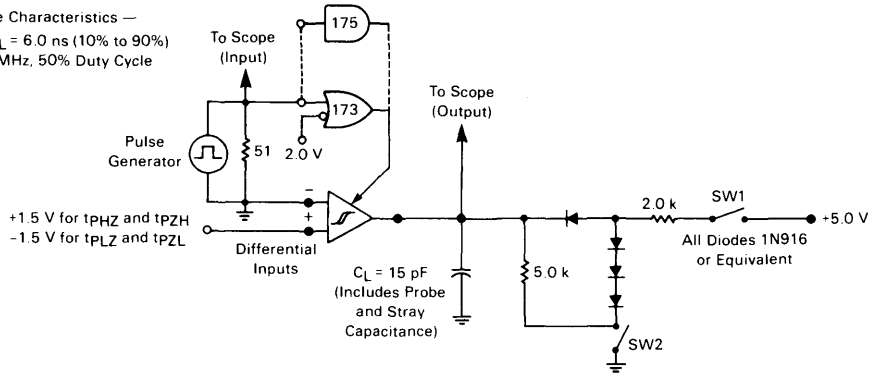 e Characteristics —
L = 6.0 ns (10% to 90%)
MHz, 50% Duty Cycle
To Scope
(Input)
175
173
2.0 V
Pulse
Generator
51
To Scope
(Output)
+1.5 V for tPHZ and tPZH
−1.5 V for tPLZ and tPZL
−
+
Differential
Inputs
CL = 15 pF
(Includes Probe
and Stray
Capacitance)
5.0 k
2.0 k
SW1
+5.0 V
All Diodes 1N916
or Equivalent
SW2